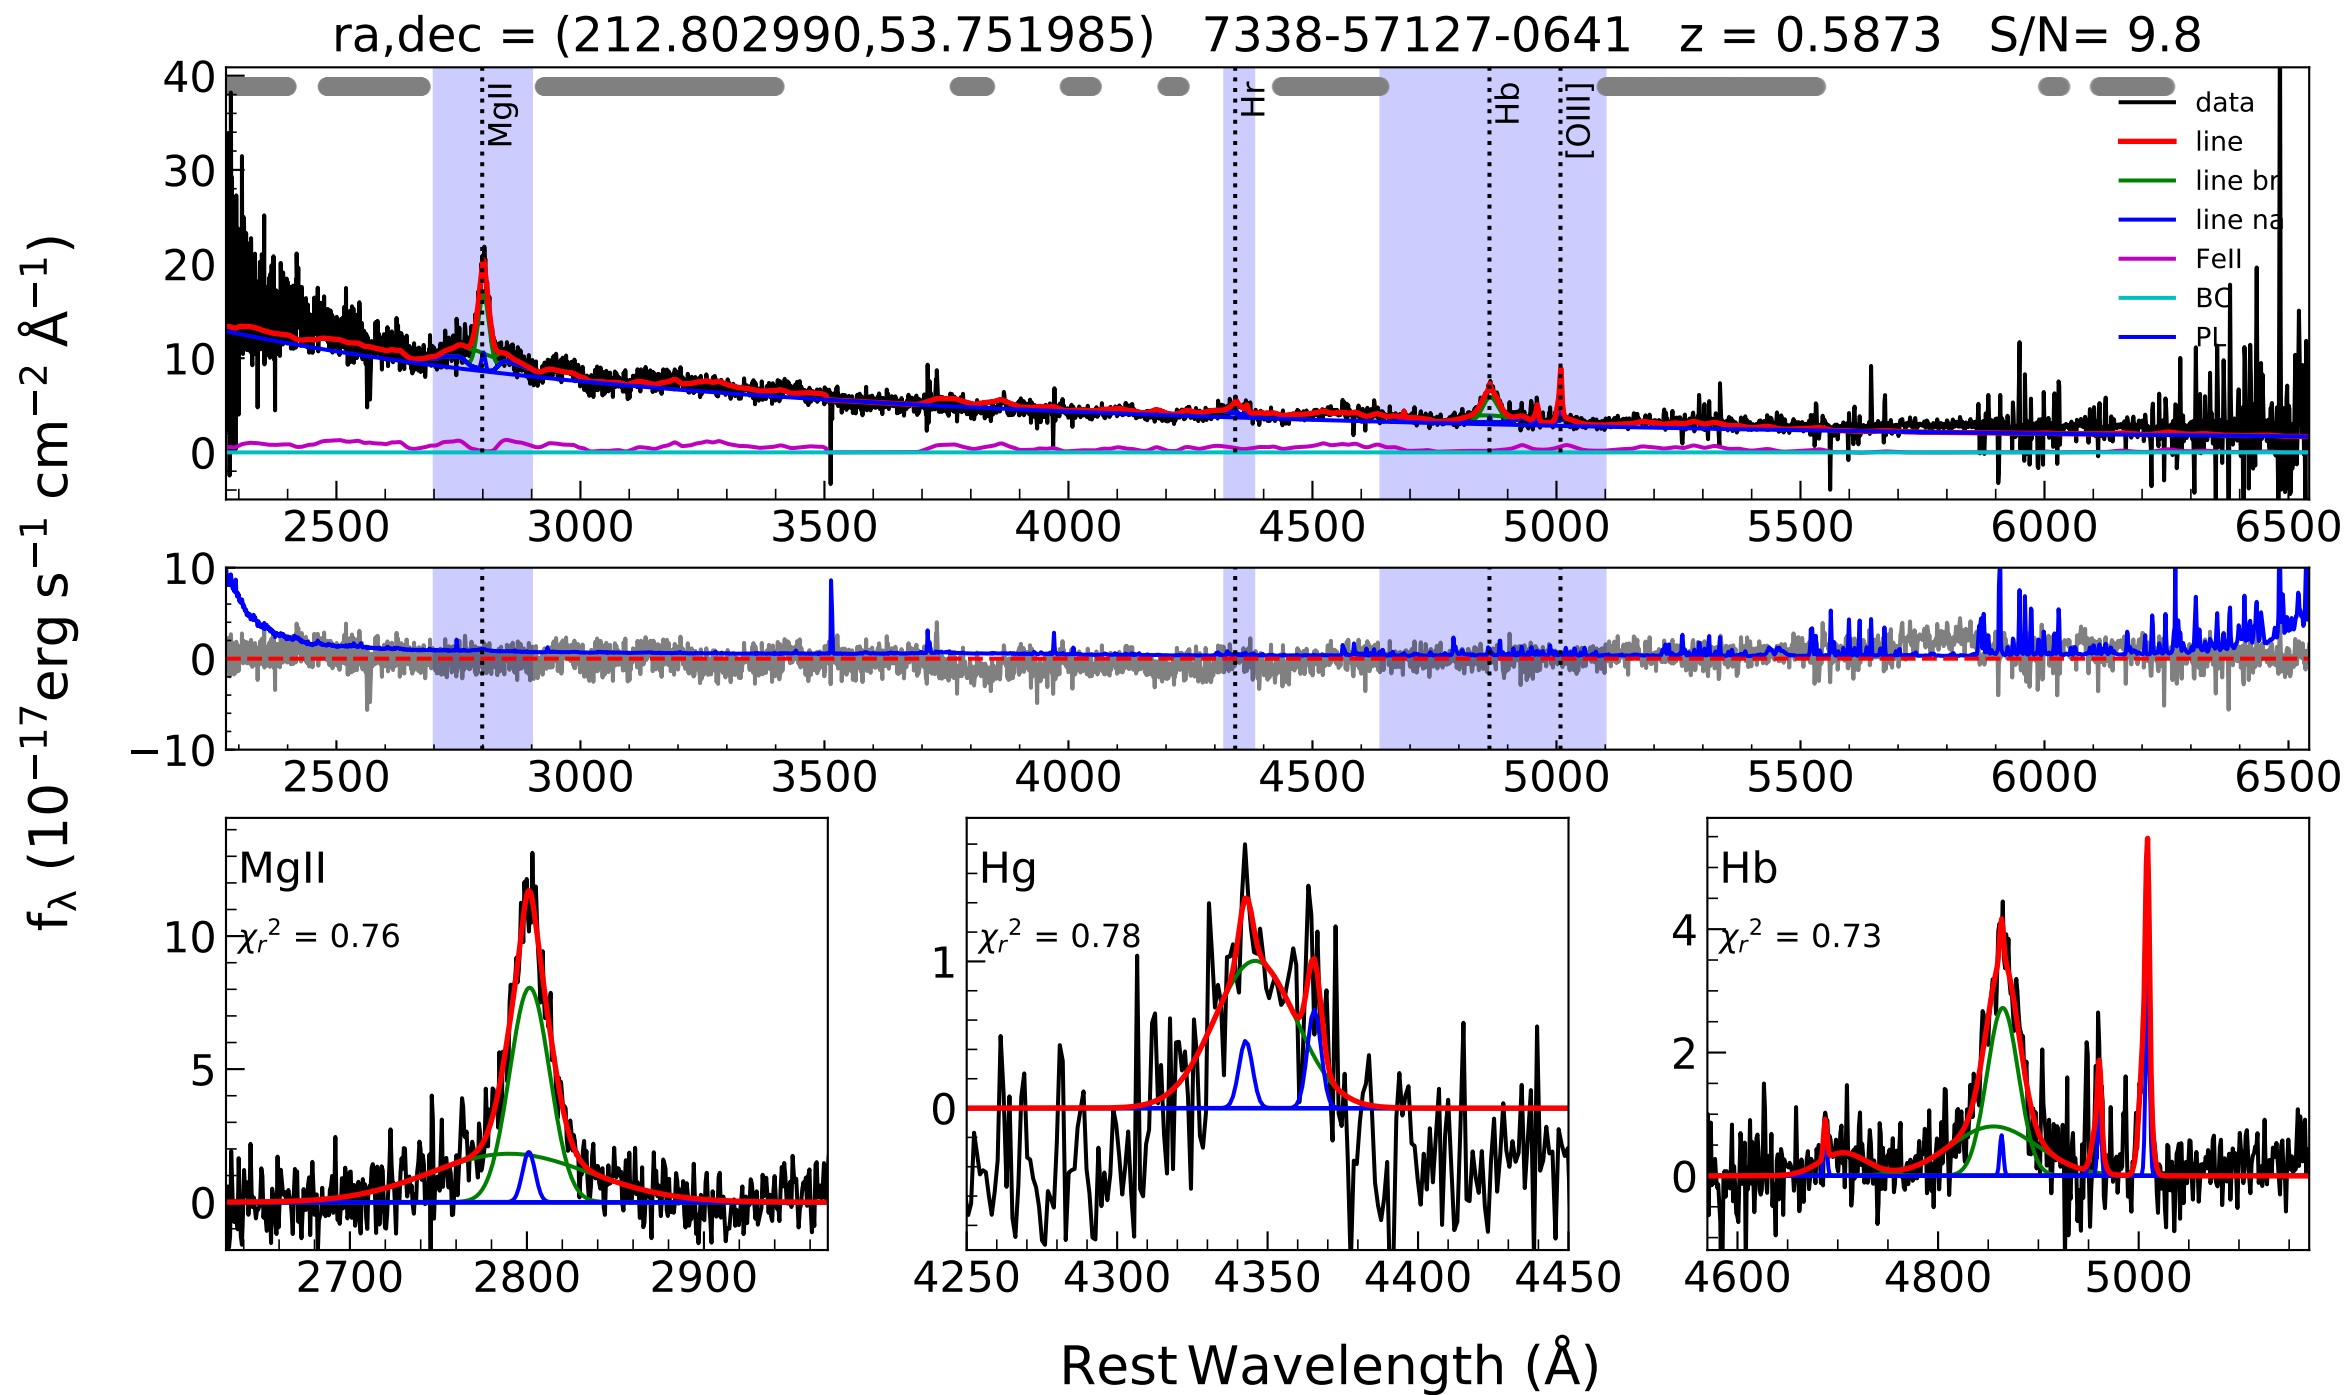 ra,dec = (212.802990,53.751985)   7338-57127-0641   z = 0.5873   S/N= 9.8
40
30
20
10
0
MgII
Hr
Hb
[OIII]
data
line
line br
line na
FeII
BC
PL
2500 3000 3500 4000 4500 5000 5500 6000 6500
10
0
−10
2500 3000 3500 4000 4500 5000 5500 6000 6500
f_λ (10⁻¹⁷erg s⁻¹ cm⁻² Å⁻¹)
MgII
χᵣ² = 0.76
10
5
0
2700 2800 2900
Hg
χᵣ² = 0.78
1
0
4250 4300 4350 4400 4450
Hb
χᵣ² = 0.73
4
2
0
4600 4800 5000
Rest Wavelength (Å)